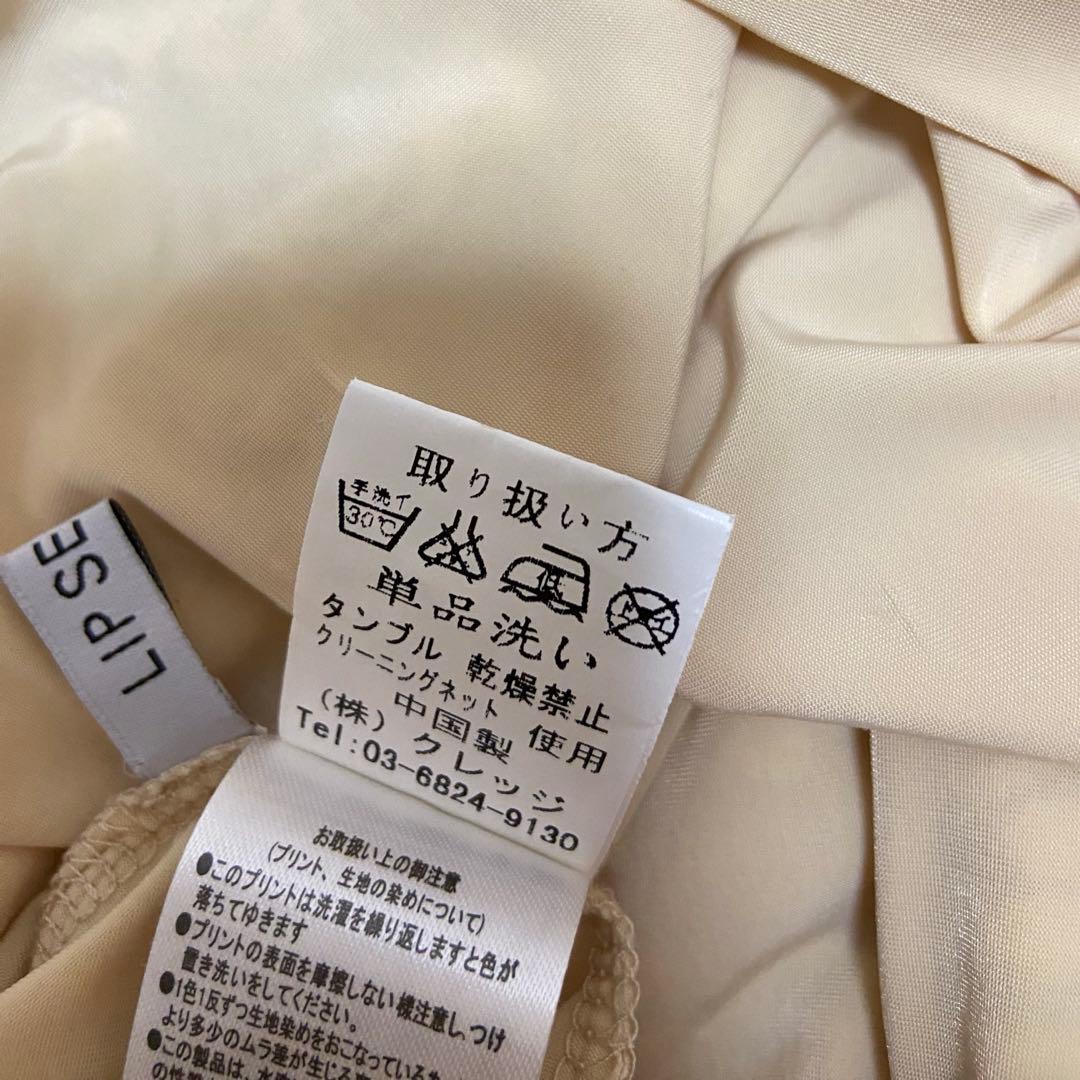 取り扱い方
手洗イ
30℃
低
ドライ
単品洗い
タンブル 乾燥禁止
クリーニングネット 使用
中国製
(株)クレッジ
Tel:03-6824-9130
LIP SE
お取扱い上の御注意
(プリント、生地の染めについて)
●このプリントは洗濯を繰り返しますと色が
落ちてゆきます
●プリントの表面を摩擦しない様注意し、つけ
置き洗いをしてください。
●1色1反ずつ生地染めをおこなっている
より多少のムラ差が生じる
●この製品は、水
の性